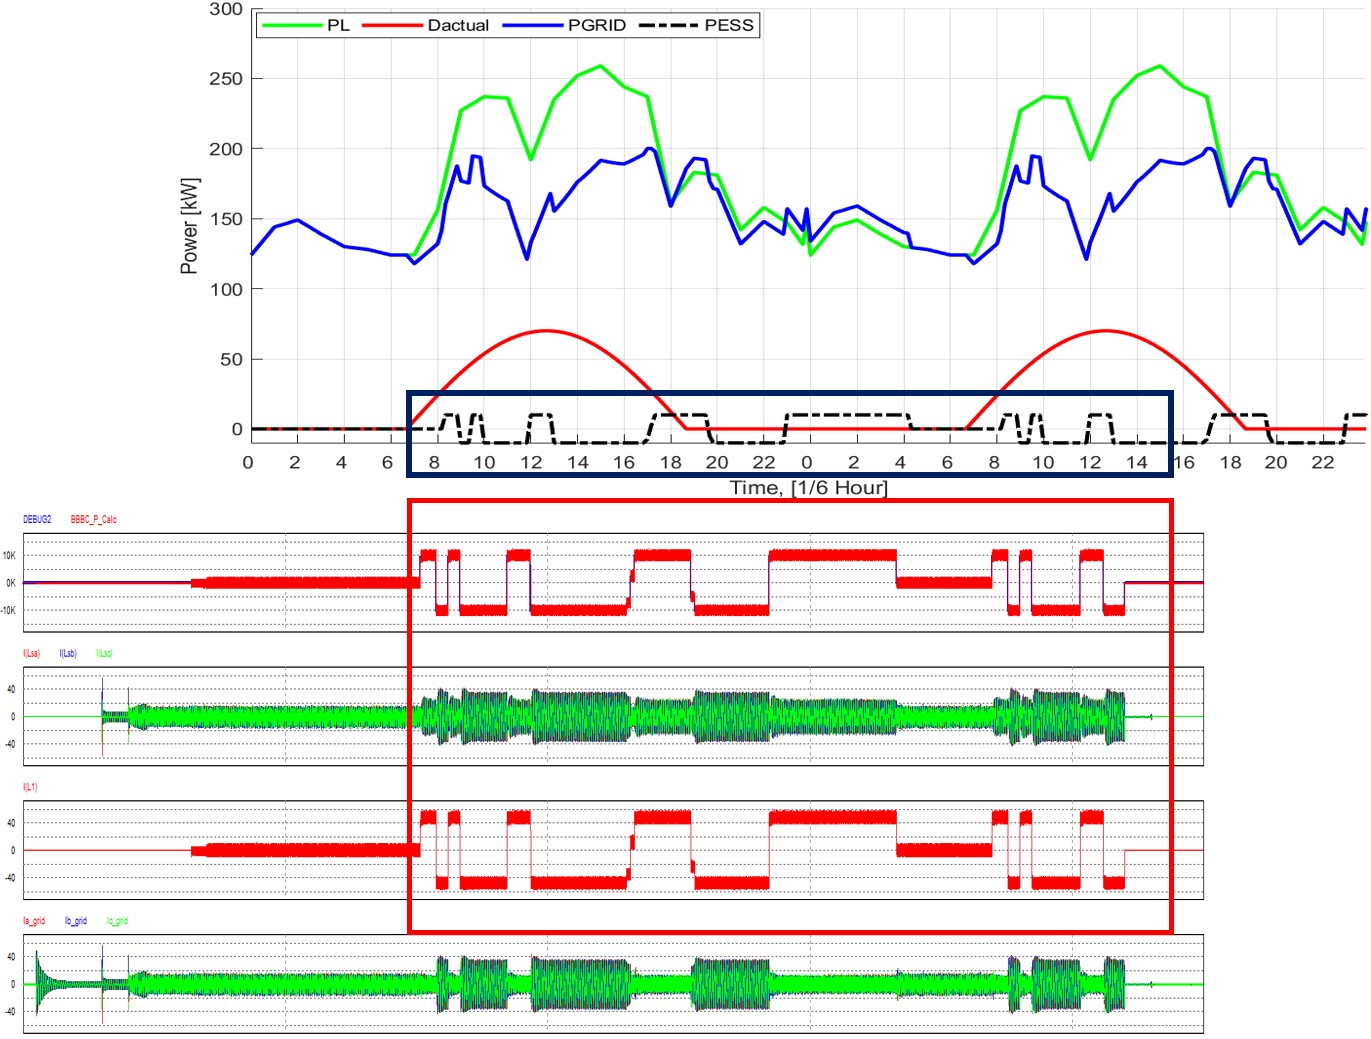 300
PL Dactual PGRID PESS
250
200
150
100
50
0
Power [kW]
0 2 4 6 8 10 12 14 16 18 20 22 0 2 4 6 8 10 12 14 16 18 20 22
Time, [1/6 Hour]
DEBUG2 BBBC_P_Calc
10K
0K
-10K
I(Lsa) I(Lsb) I(Lsc)
40
0
-40
I(L1)
40
0
-40
Ia_grid Ib_grid Ic_grid
40
0
-40